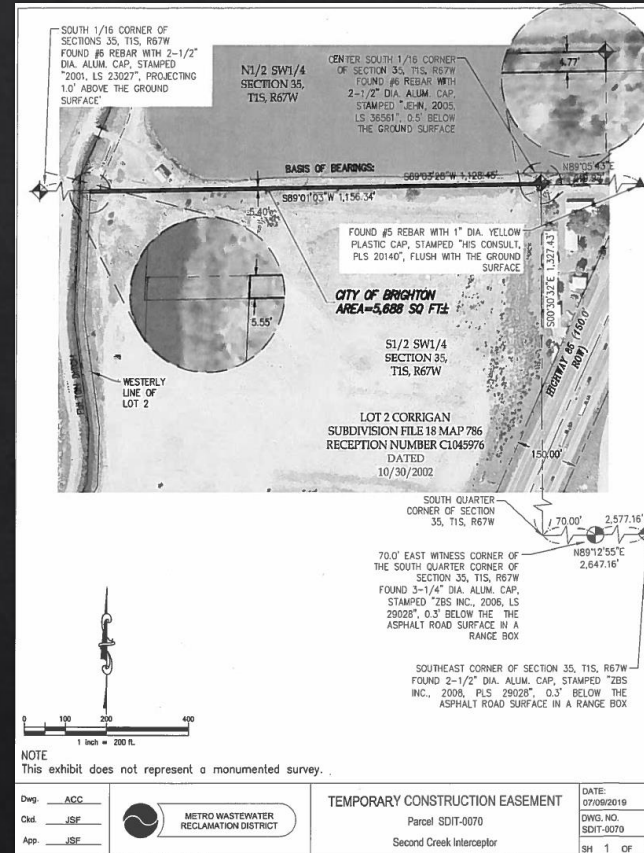 SOUTH 1/16 CORNER OF
SECTIONS 35, T1S, R67W
FOUND #6 REBAR WITH 2-1/2"
DIA. ALUM. CAP, STAMPED
"2001, LS 23027", PROJECTING
1.0' ABOVE THE GROUND
SURFACE'
N1/2 SW1/4
SECTION 35,
T1S, R67W
CENTER SOUTH 1/16 CORNER
OF SECTION 35, T1S, R67W
FOUND #6 REBAR WITH
2-1/2" DIA. ALUM. CAP,
STAMPED "JEHN, 2005,
LS 36561", 0.5' BELOW
THE GROUND SURFACE
4.77'
BASIS OF BEARINGS:
S89°03'28"W 1,128.45'
N89°05'43"E
S89°01'03"W 1,156.34'
5.40'
5.55'
FOUND #5 REBAR WITH 1" DIA. YELLOW
PLASTIC CAP, STAMPED "HIS CONSULT,
PLS 20140", FLUSH WITH THE GROUND
SURFACE
S00°30'32"E 1,327.43'
CITY OF BRIGHTON
AREA=5,688 SQ FT±
S1/2 SW1/4
SECTION 35,
T1S, R67W
HIGHWAY 85 (150.0'
ROW)
WESTERLY
LINE OF
LOT 2
LOT 2 CORRIGAN
SUBDIVISION FILE 18 MAP 786
RECEPTION NUMBER C1045976
DATED
10/30/2002
150.00'
SOUTH QUARTER
CORNER OF SECTION
35, T1S, R67W
70.00'
2,577.16'
N89°12'55"E
2,647.16'
70.0' EAST WITNESS CORNER OF
THE SOUTH QUARTER CORNER OF
SECTION 35, T1S, R67W
FOUND 3-1/4" DIA. ALUM. CAP,
STAMPED "ZBS INC., 2006, LS
29028", 0.3' BELOW THE THE
ASPHALT ROAD SURFACE IN A
RANGE BOX
SOUTHEAST CORNER OF SECTION 35, T1S, R67W
FOUND 2-1/2" DIA. ALUM. CAP, STAMPED "ZBS
INC., 2008, PLS 29028", 0.3' BELOW THE
ASPHALT ROAD SURFACE IN A RANGE BOX
0 100 200 400
1 inch = 200 ft.
NOTE
This exhibit does not represent a monumented survey.
Dwg. ACC
Ckd. JSF
App. JSF
METRO WASTEWATER
RECLAMATION DISTRICT
TEMPORARY CONSTRUCTION EASEMENT
Parcel SDIT-0070
Second Creek Interceptor
DATE:
07/09/2019
DWG. NO.
SDIT-0070
SH 1 OF